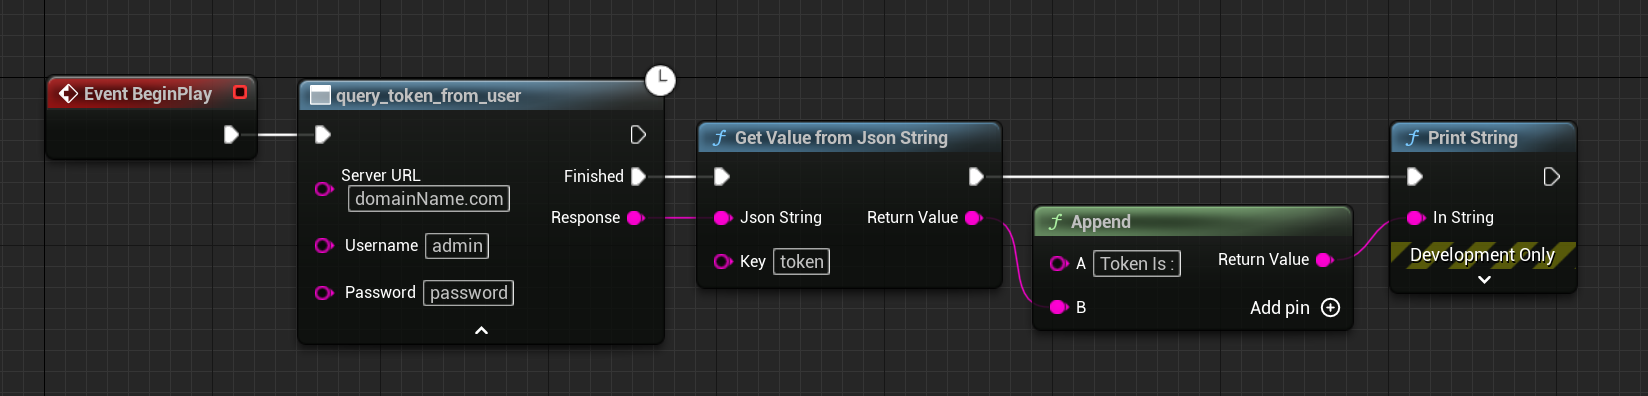 Event BeginPlay
query_token_from_user
Server URL
domainName.com
Username admin
Password password
Finished
Response
f Get Value from Json String
Json String
Key token
Return Value
f Append
A Token Is :
B
Return Value
Add pin
f Print String
In String
Development Only